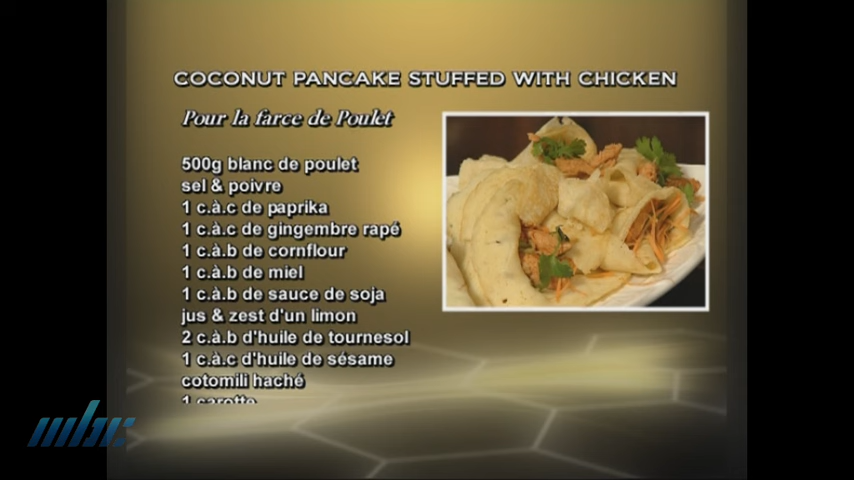 COCONUT PANCAKE STUFFED WITH CHICKEN
Pour la farce de Poulet
500g blanc de poulet
sel & poivre
1 c.à.c de paprika
1 c.à.c de gingembre rapé
1 c.à.b de cornflour
1 c.à.b de miel
1 c.à.b de sauce de soja
jus & zest d'un limon
2 c.à.b d'huile de tournesol
1 c.à.c d'huile de sésame
cotomili haché
1 carotte
mbc